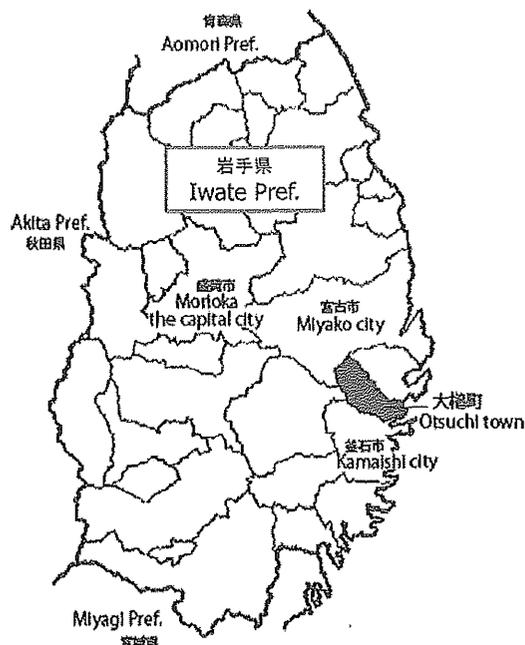 青森県
Aomori Pref.
岩手県
Iwate Pref.
Akita Pref.
秋田県
盛岡市
Morioka
the capital city
宮古市
Miyako city
大槌町
Otsuchi town
釜石市
Kamaishi city
Miyagi Pref.
宮城県